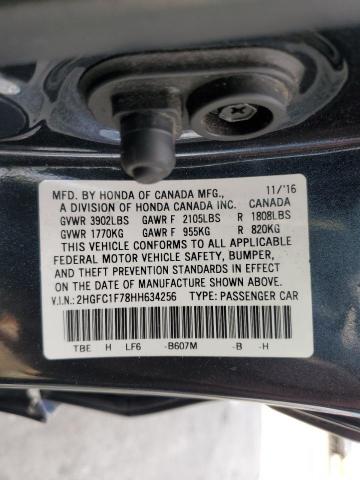 MFD. BY HONDA OF CANADA MFG., 11/'16
A DIVISION OF HONDA CANADA INC. CANADA
GVWR 3902LBS GAWR F 2105LBS R 1808LBS
GVWR 1770KG GAWR F 955KG R 820KG
THIS VEHICLE CONFORMS TO ALL APPLICABLE
FEDERAL MOTOR VEHICLE SAFETY, BUMPER,
AND THEFT PREVENTION STANDARDS IN EFFECT
ON THE DATE OF MANUFACTURE SHOWN ABOVE.
V.I.N.: 2HGFC1F78HH634256 TYPE: PASSENGER CAR
TBE H LF6 -B607M -B -H